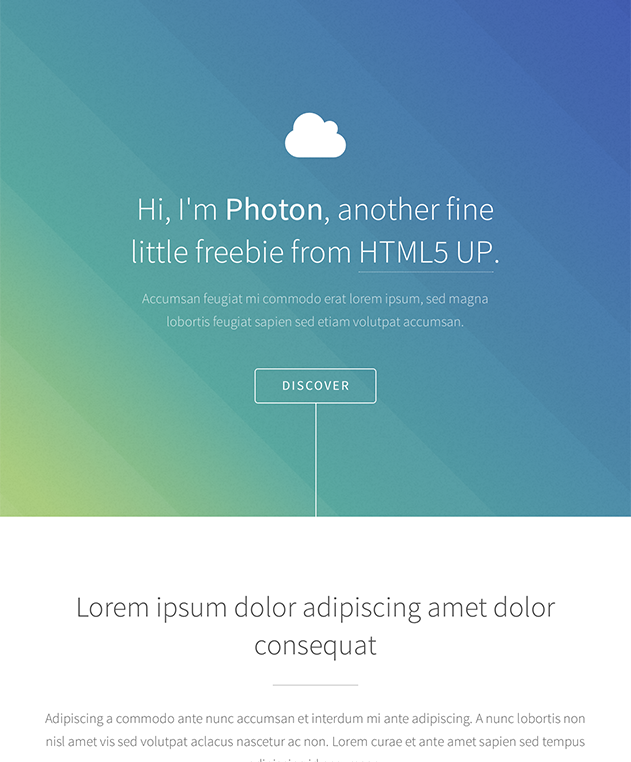 Hi, I'm Photon, another fine
little freebie from HTML5 UP.
Accumsan feugiat mi commodo erat lorem ipsum, sed magna
lobortis feugiat sapien sed etiam volutpat accumsan.
DISCOVER
Lorem ipsum dolor adipiscing amet dolor
consequat
Adipiscing a commodo ante nunc accumsan et interdum mi ante adipiscing. A nunc lobortis non
nisl amet vis sed volutpat aclacus nascetur ac non. Lorem curae et ante amet sapien sed tempus